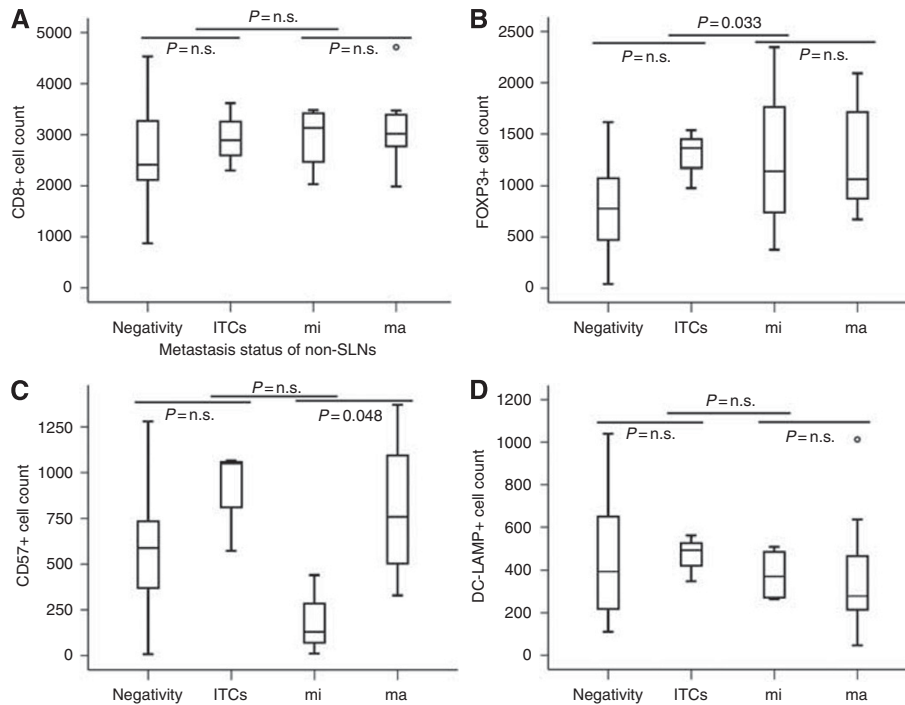 A
P = n.s.
P = n.s.
P = n.s.
CD8+ cell count
5000
4000
3000
2000
1000
0
Negativity ITCs mi ma
Metastasis status of non-SLNs
B
P = 0.033
P = n.s.
P = n.s.
FOXP3+ cell count
2500
2000
1500
1000
500
0
Negativity ITCs mi ma
C
P = n.s.
P = n.s.
P = 0.048
CD57+ cell count
1250
1000
750
500
250
0
Negativity ITCs mi ma
D
P = n.s.
P = n.s.
P = n.s.
DC-LAMP+ cell count
1200
1000
800
600
400
200
0
Negativity ITCs mi ma